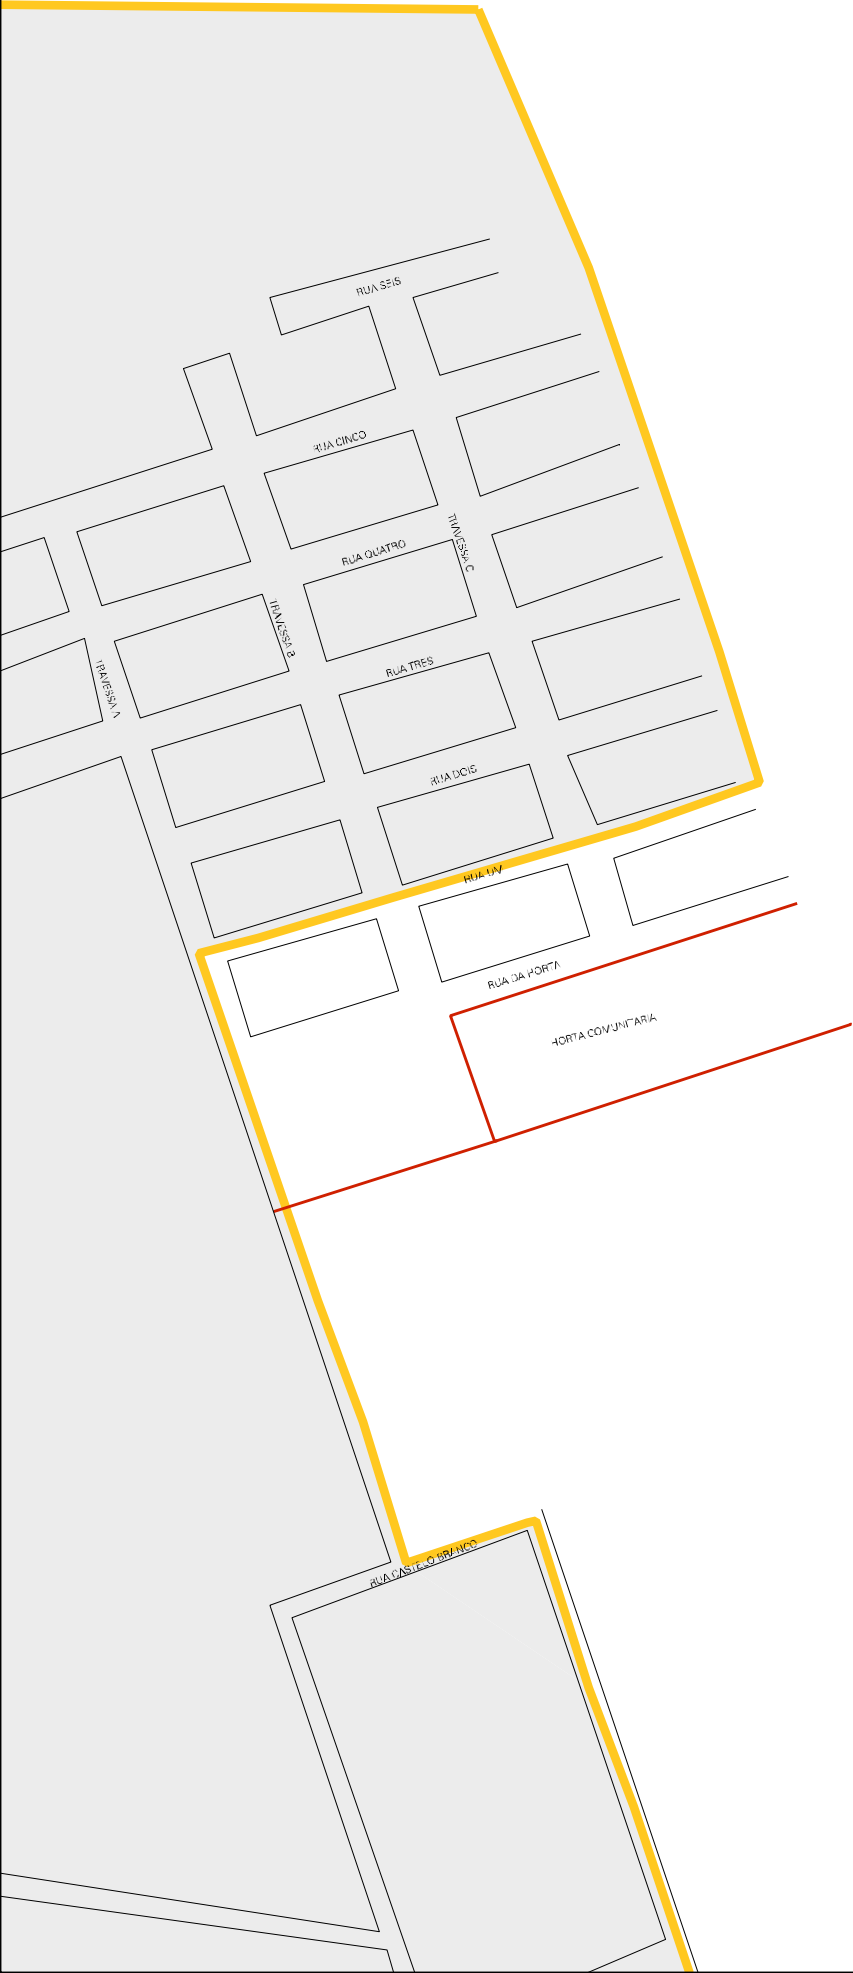 RUA SEIS
RUA CINCO
TRAVESSA C
RUA QUATRO
TRAVESSA B
RUA TRES
TRAVESSA A
RUA DOIS
RUA UM
RUA DA HORTA
HORTA COMUNITARIA
RUA CASTELO BRANCO